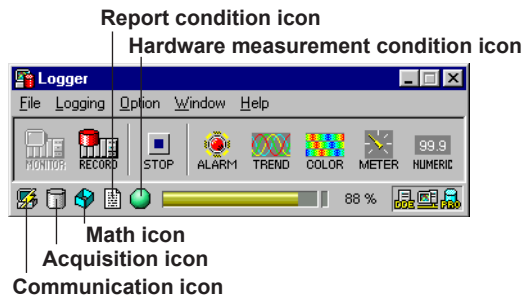 Report condition icon
Hardware measurement condition icon
Logger
File Logging Option Window Help
MONITOR RECORD STOP ALARM TREND COLOR METER 99.9 NUMERIC
88 % DDE PRO
Math icon
Acquisition icon
Communication icon